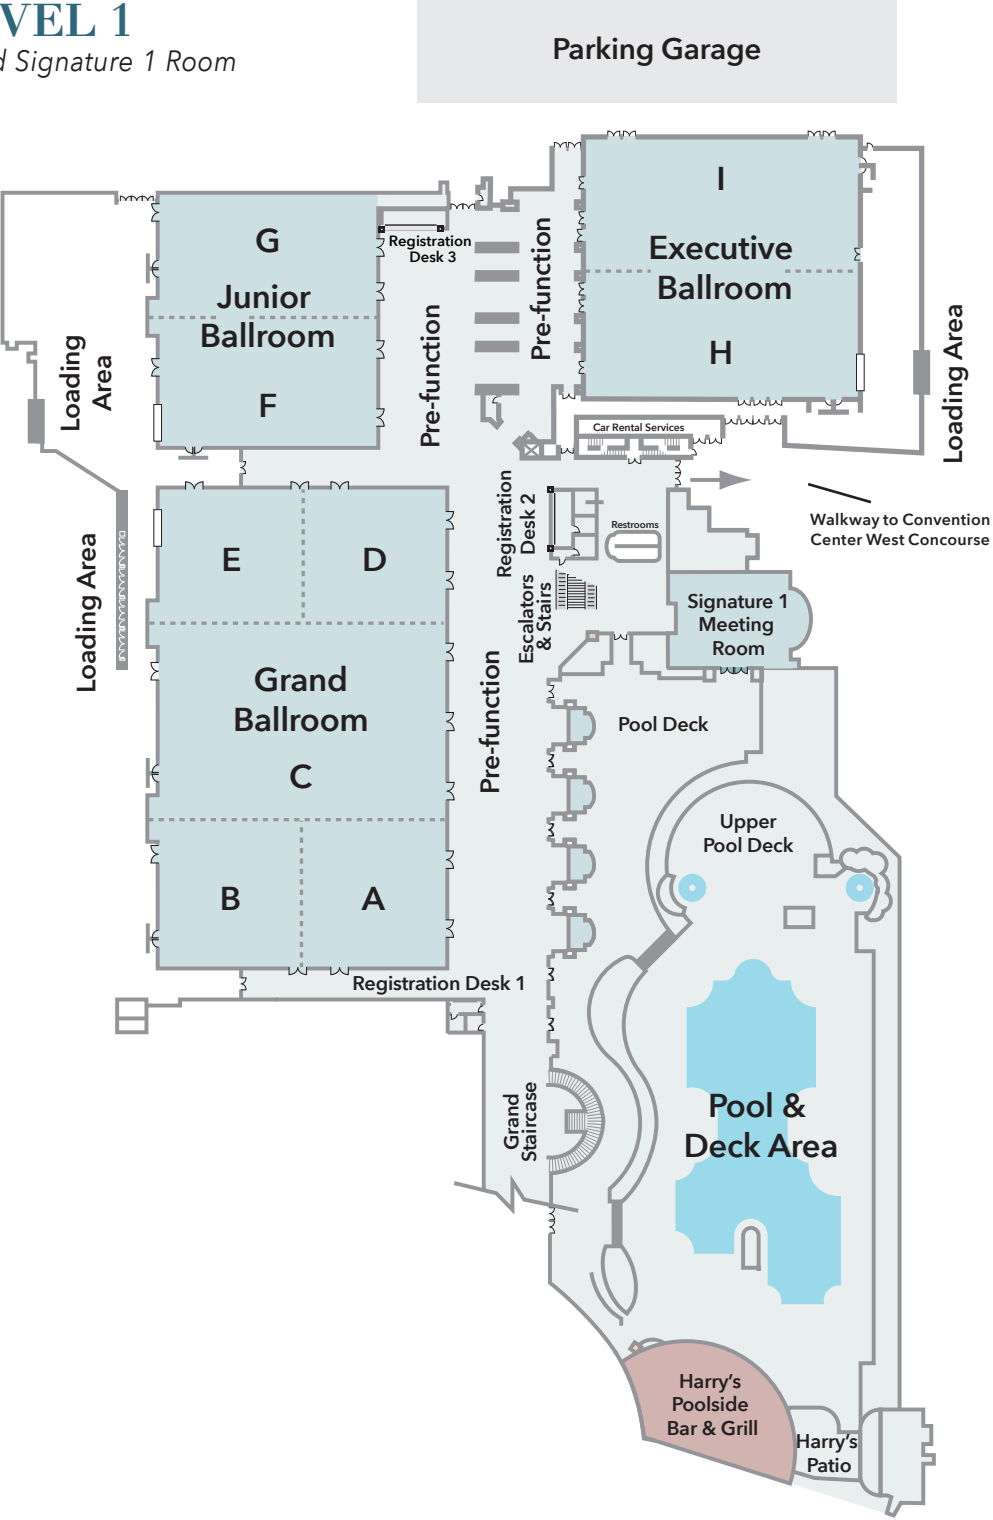 VEL 1
d Signature 1 Room
Parking Garage
I
Executive
Ballroom
H
G
Junior
Ballroom
F
Registration
Desk 3
Pre-function
Pre-function
Loading
Area
Loading Area
Car Rental Services
Walkway to Convention
Center West Concourse
Registration
Desk 2
Restrooms
Escalators
& Stairs
Signature 1
Meeting
Room
Loading Area
E
D
Grand
Ballroom
C
B
A
Pre-function
Pool Deck
Upper
Pool Deck
Registration Desk 1
Grand
Staircase
Pool &
Deck Area
Harry's
Poolside
Bar & Grill
Harry's
Patio